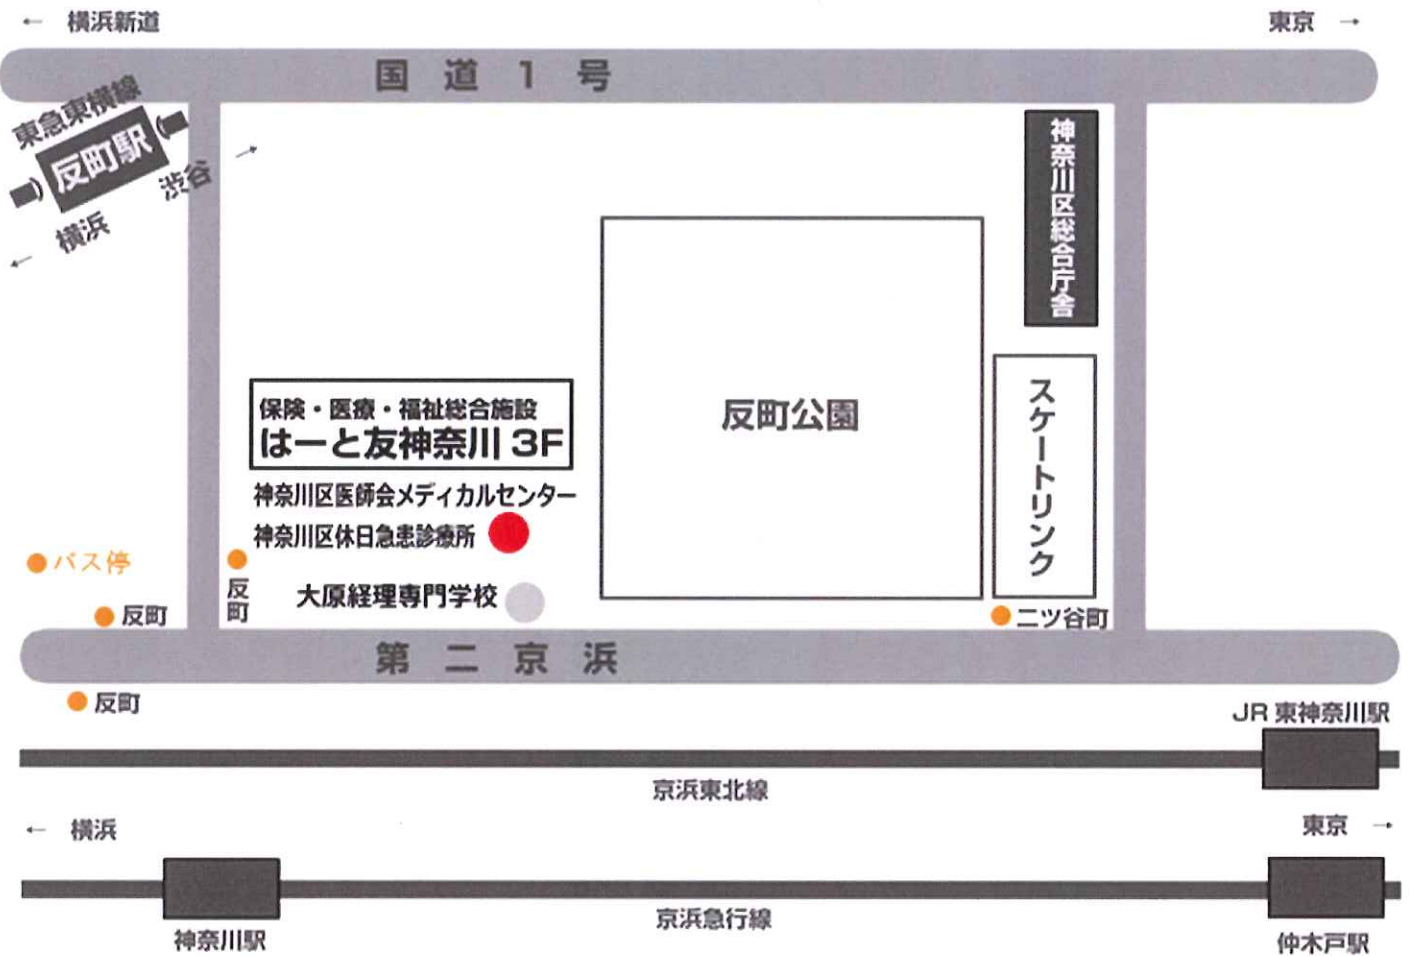 ← 横浜新道
東京 →
国道1号
東急東横線
反町駅
渋谷 →
← 横浜
神奈川区総合庁舎
反町公園
スケートリンク
保険・医療・福祉総合施設
はーと友神奈川 3F
神奈川区医師会メディカルセンター
神奈川区休日急患診療所
大原経理専門学校
バス停
反町
反町
二ツ谷町
第二京浜
反町
JR 東神奈川駅
京浜東北線
← 横浜
東京 →
京浜急行線
神奈川駅
仲木戸駅